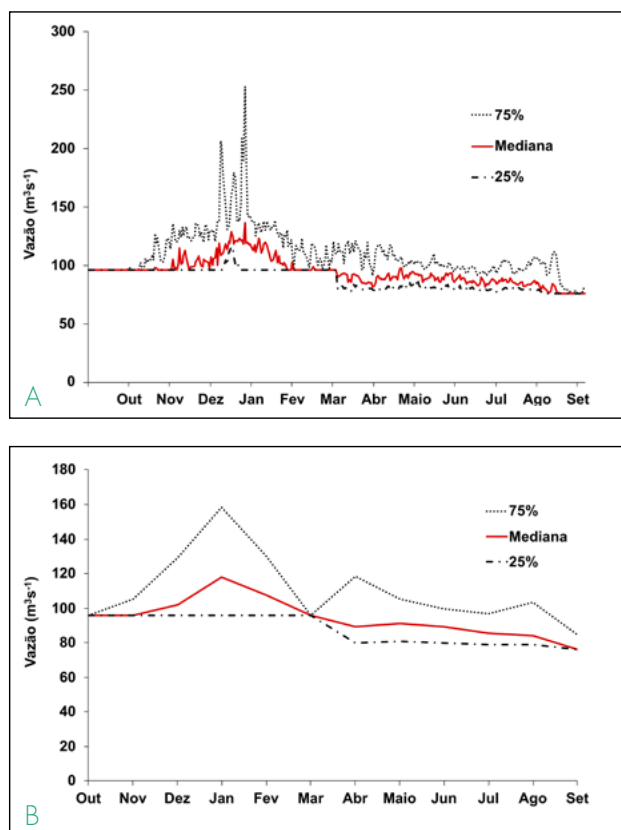 300
250
200
150
100
50
0
Vazão (m³s⁻¹)
75%
Mediana
25%
Out Nov Dez Jan Fev Mar Abr Maio Jun Jul Ago Set
A
180
160
140
120
100
80
60
40
20
0
Vazão (m³s⁻¹)
75%
Mediana
25%
Out Nov Dez Jan Fev Mar Abr Maio Jun Jul Ago Set
B